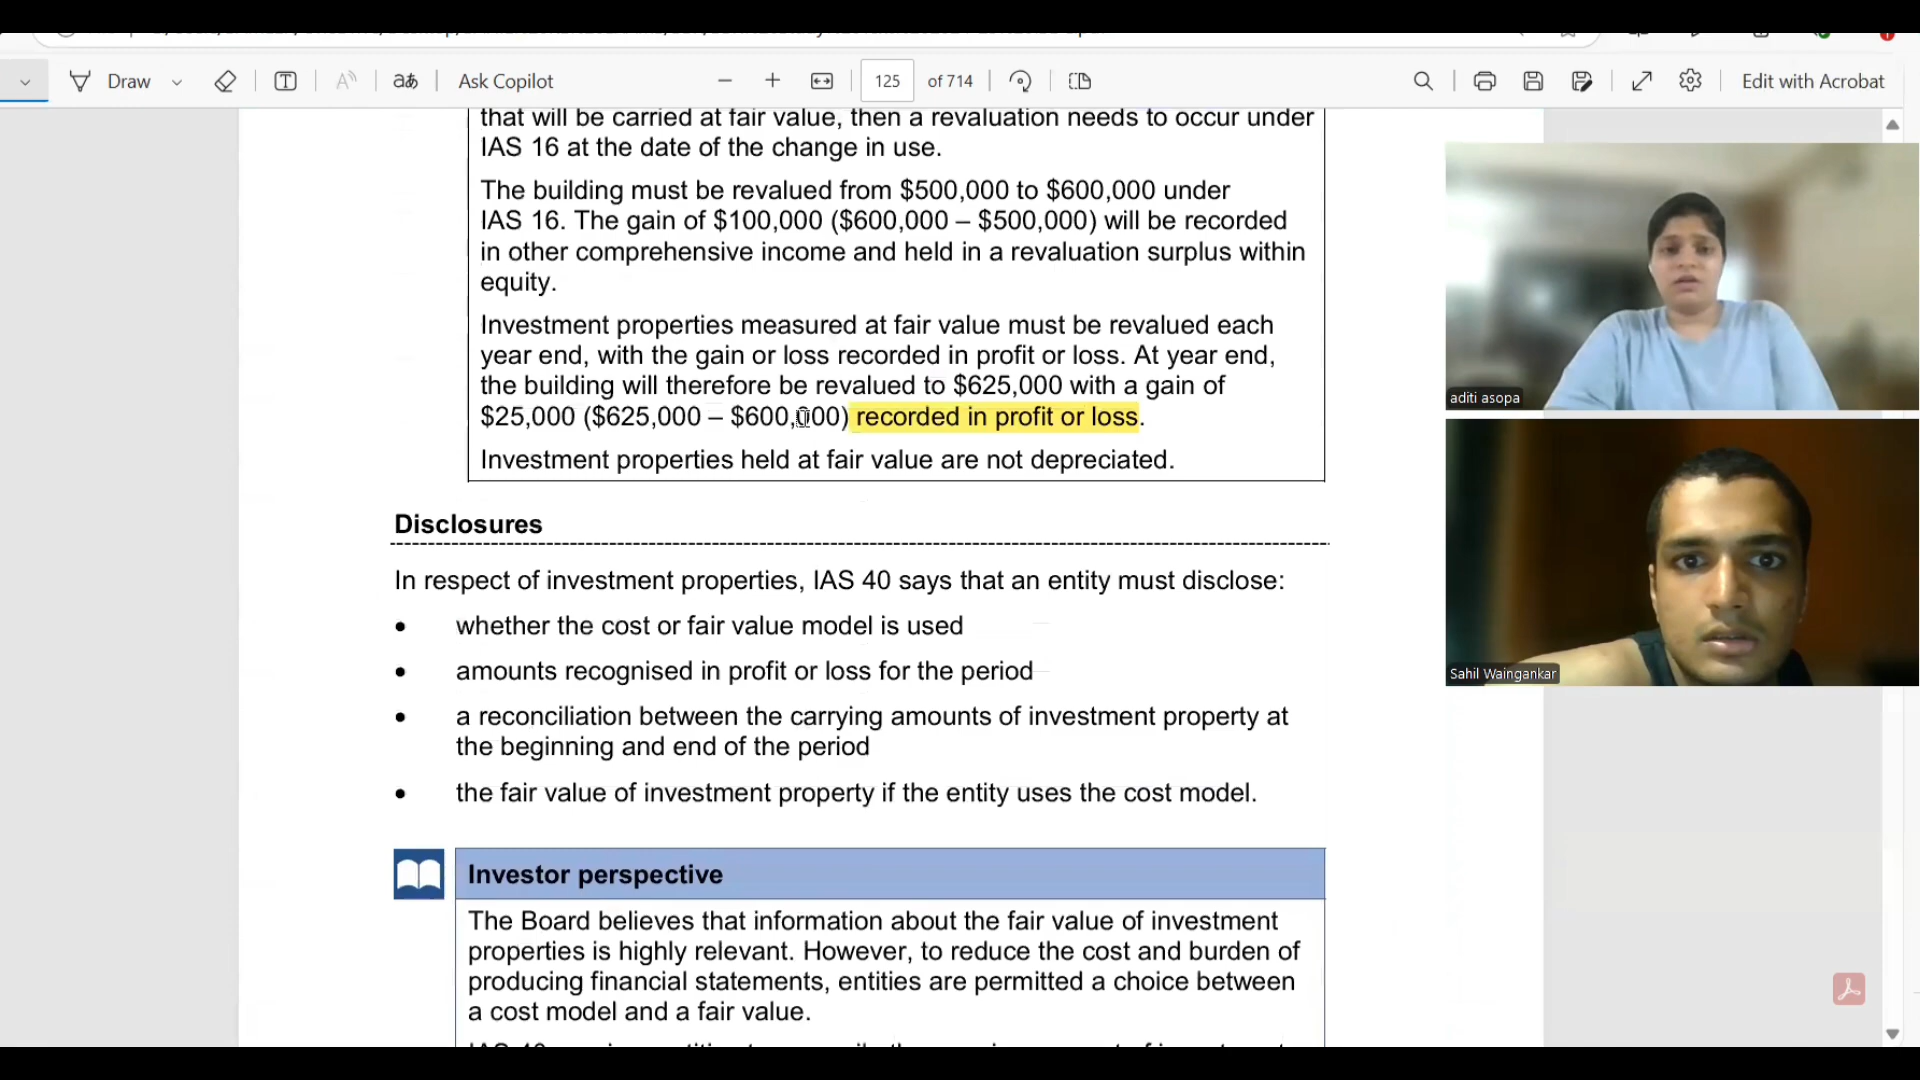 Draw
aあ
Ask Copilot
125
of 714
Edit with Acrobat
that will be carried at fair value, then a revaluation needs to occur under
IAS 16 at the date of the change in use.
The building must be revalued from $500,000 to $600,000 under
IAS 16. The gain of $100,000 ($600,000 – $500,000) will be recorded
in other comprehensive income and held in a revaluation surplus within
equity.
Investment properties measured at fair value must be revalued each
year end, with the gain or loss recorded in profit or loss. At year end,
the building will therefore be revalued to $625,000 with a gain of
$25,000 ($625,000 – $600,000) recorded in profit or loss.
Investment properties held at fair value are not depreciated.
Disclosures
In respect of investment properties, IAS 40 says that an entity must disclose:
• whether the cost or fair value model is used
• amounts recognised in profit or loss for the period
• a reconciliation between the carrying amounts of investment property at
the beginning and end of the period
• the fair value of investment property if the entity uses the cost model.
Investor perspective
The Board believes that information about the fair value of investment
properties is highly relevant. However, to reduce the cost and burden of
producing financial statements, entities are permitted a choice between
a cost model and a fair value.
aditi asopa
Sahil Waingankar